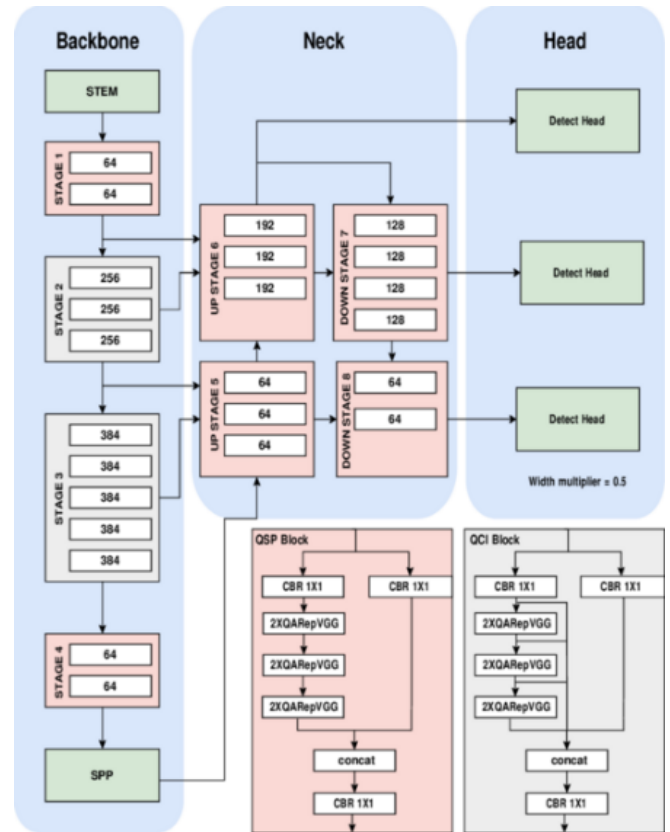 Backbone
STEM
STAGE 1
64
64
STAGE 2
256
256
256
STAGE 3
384
384
384
384
384
STAGE 4
64
64
SPP
Neck
UP STAGE 6
192
192
192
DOWN STAGE 7
128
128
128
128
UP STAGE 5
64
64
64
DOWN STAGE 8
64
64
Head
Detect Head
Detect Head
Detect Head
Width multiplier = 0.5
QSP Block
CBR 1X1
CBR 1X1
2XQARepVGG
2XQARepVGG
2XQARepVGG
concat
CBR 1X1
QCI Block
CBR 1X1
CBR 1X1
2XQARepVGG
2XQARepVGG
2XQARepVGG
concat
CBR 1X1